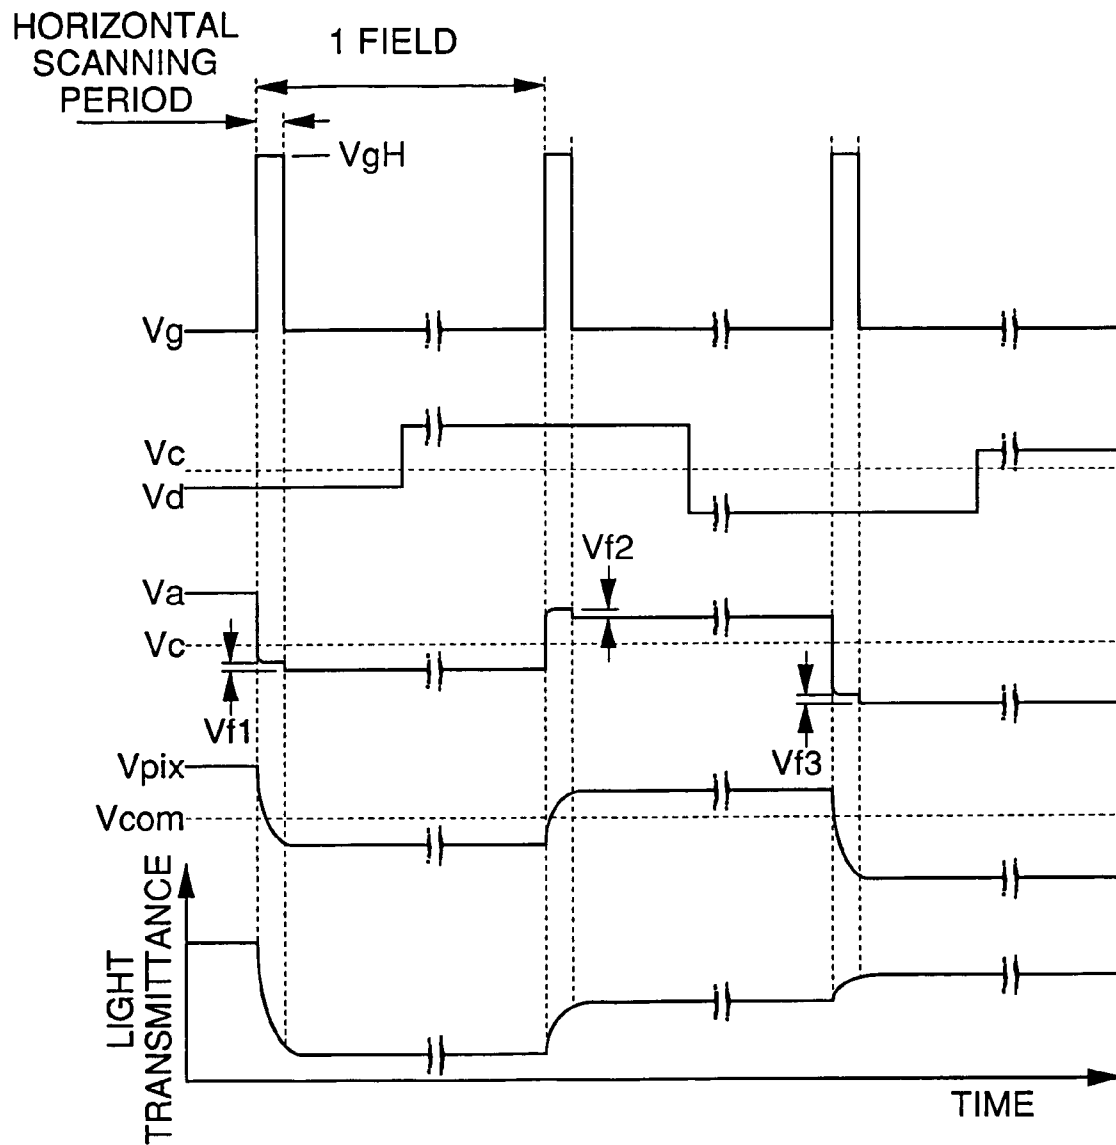 HORIZONTAL
SCANNING
PERIOD
1 FIELD
VgH
Vg
Vc
Vd
Vf2
Va
Vc
Vf1
Vf3
Vpix
Vcom
LIGHT
TRANSMITTANCE
TIME